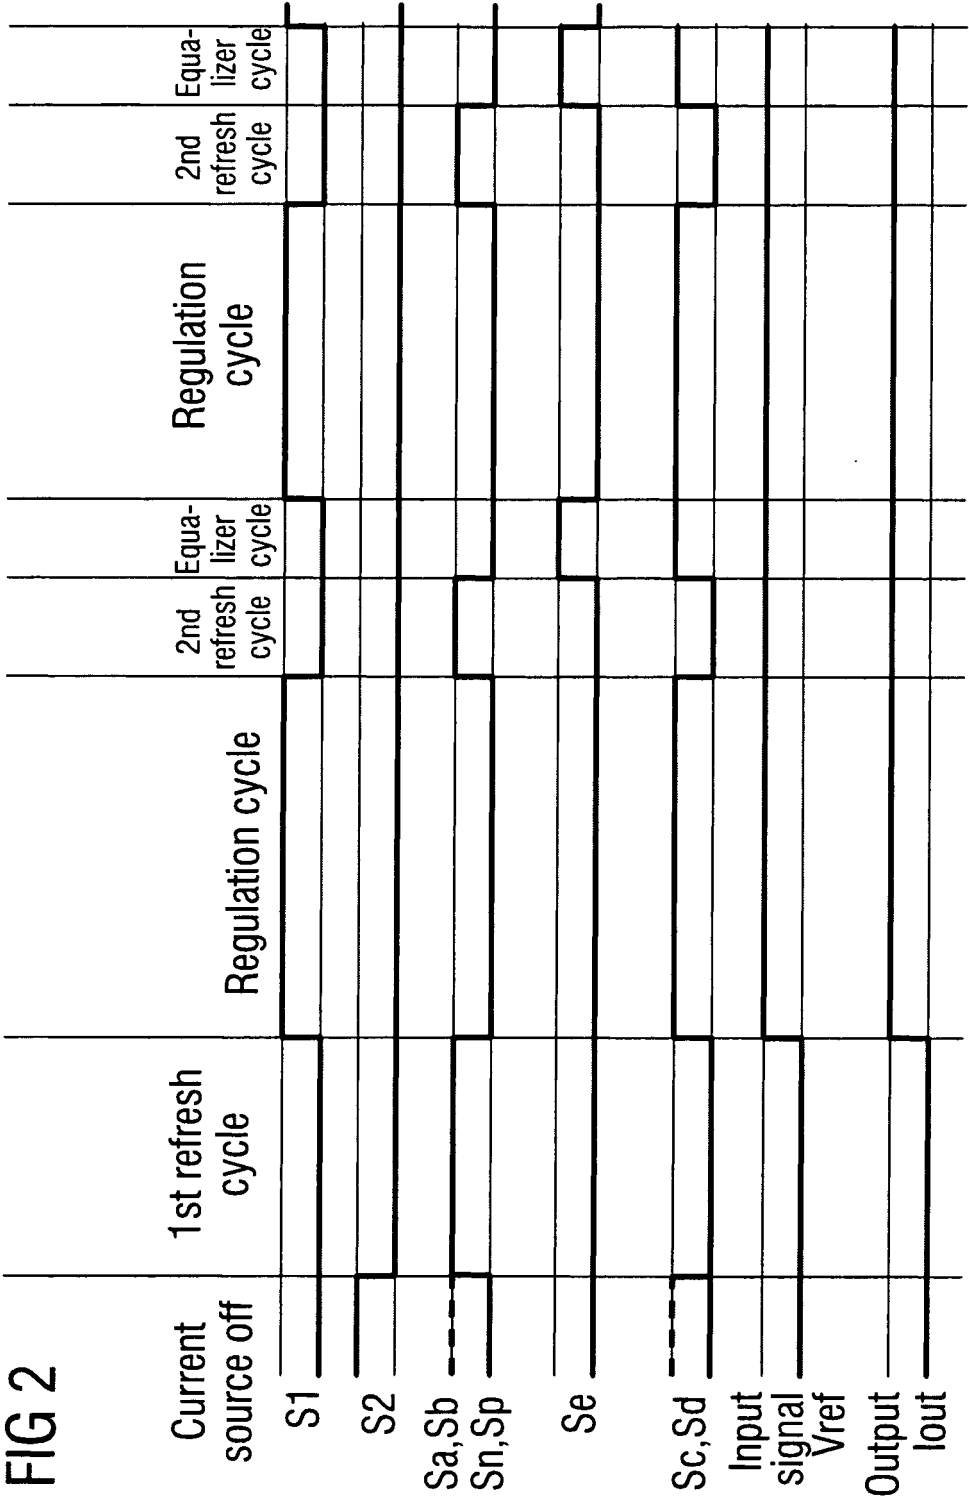 FIG 2
Current
source off
1st refresh
cycle
Regulation cycle
2nd
refresh
cycle
Equa-
lizer
cycle
Regulation
cycle
2nd
refresh
cycle
Equa-
lizer
cycle
S1
S2
Sa,Sb
Sn,Sp
Se
Sc,Sd
Input
signal
Vref
Output
Iout